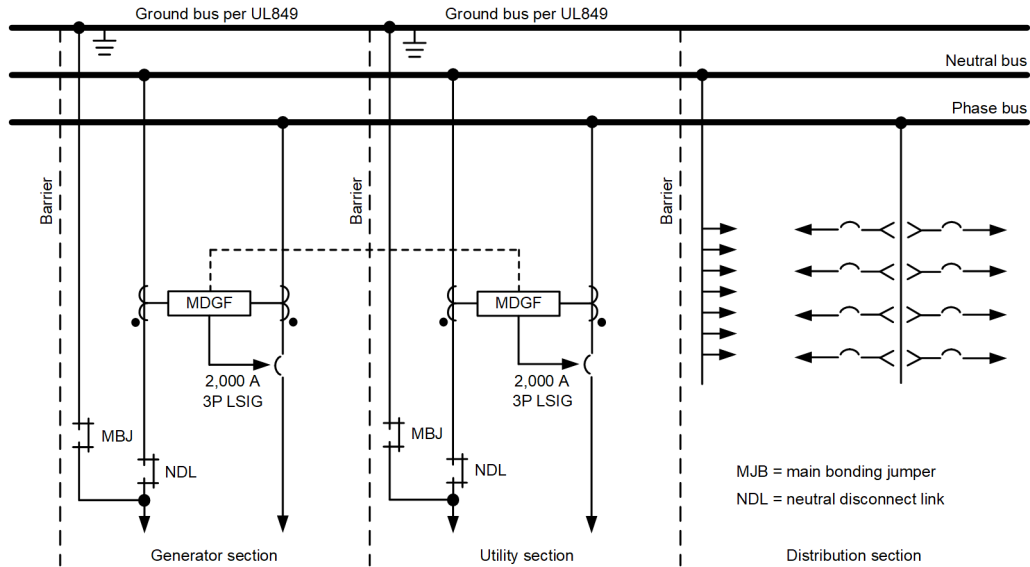 Ground bus per UL849
Ground bus per UL849
Neutral bus
Phase bus
Barrier
Barrier
Barrier
MDGF
MDGF
2,000 A
3P LSIG
2,000 A
3P LSIG
MBJ
MBJ
NDL
NDL
MJB = main bonding jumper
NDL = neutral disconnect link
Generator section
Utility section
Distribution section